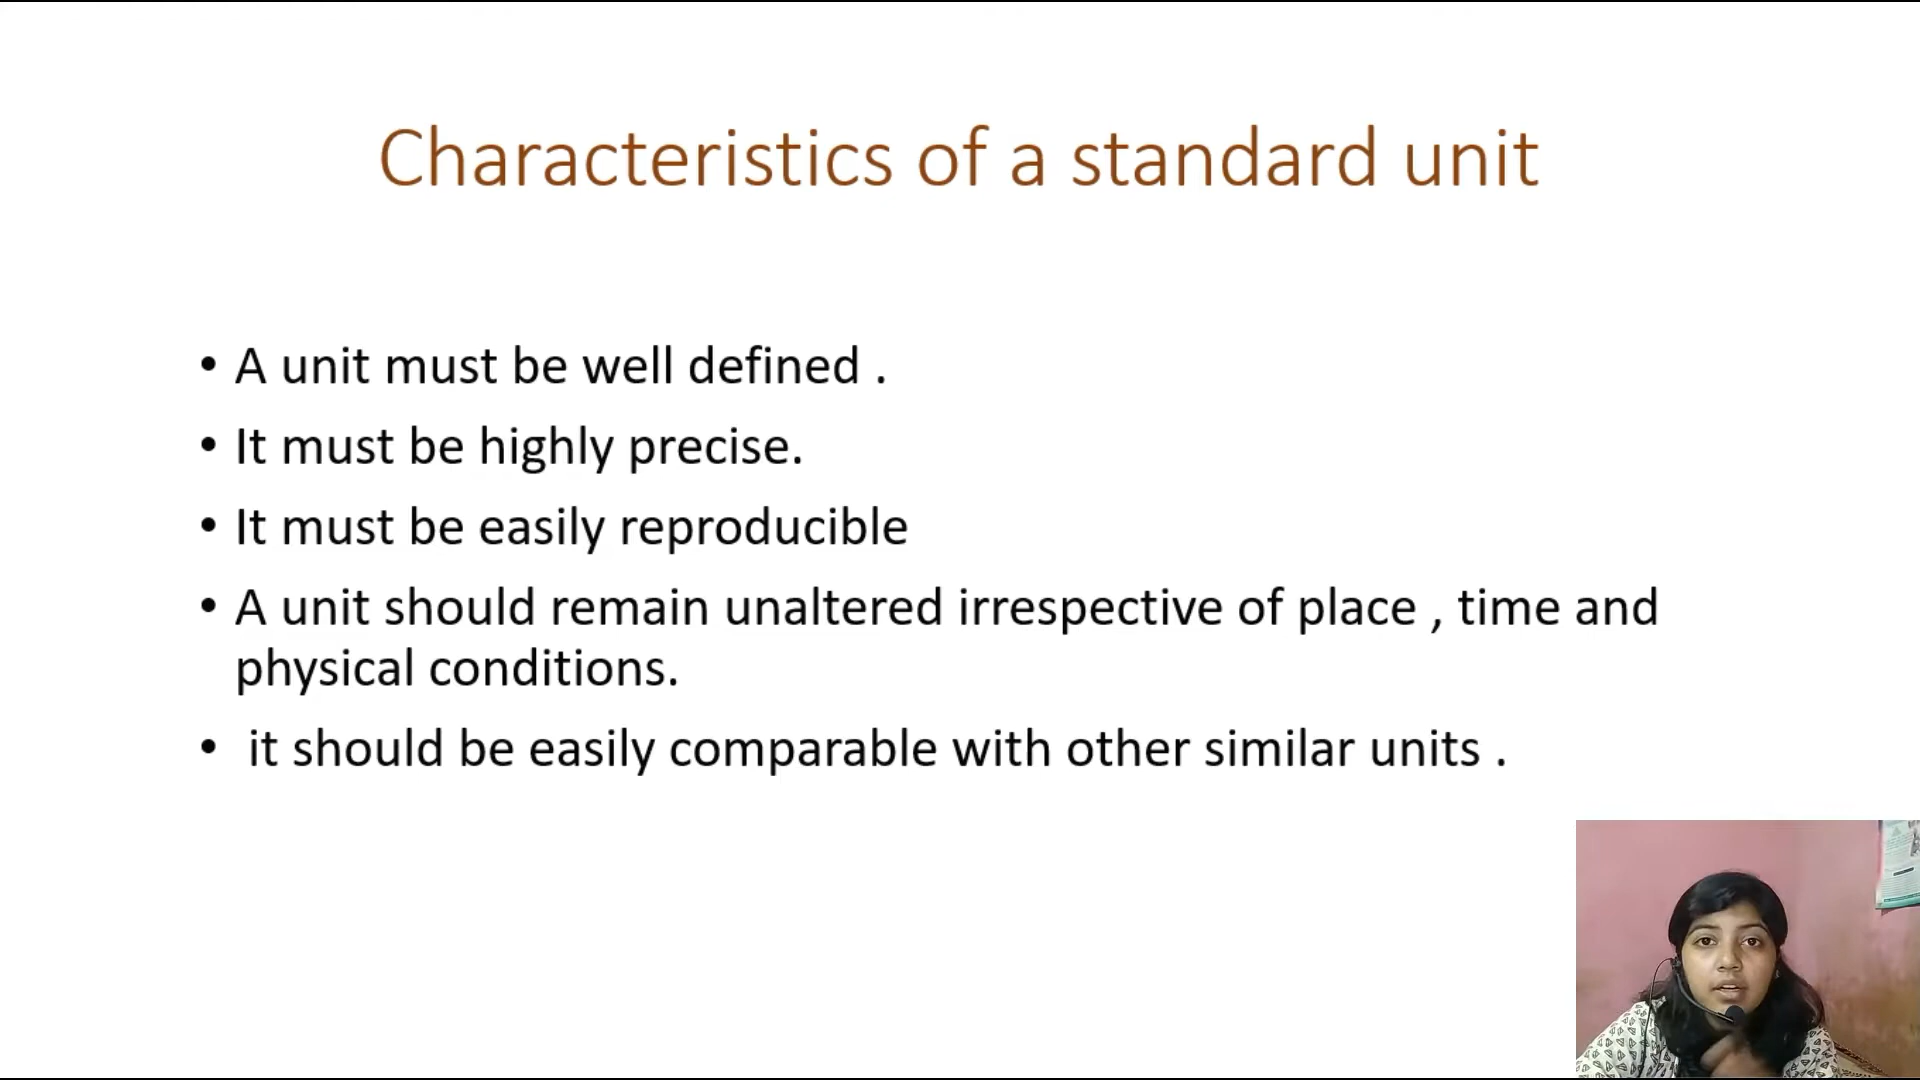 Characteristics of a standard unit
• A unit must be well defined .
• It must be highly precise.
• It must be easily reproducible
• A unit should remain unaltered irrespective of place , time and
physical conditions.
• it should be easily comparable with other similar units .